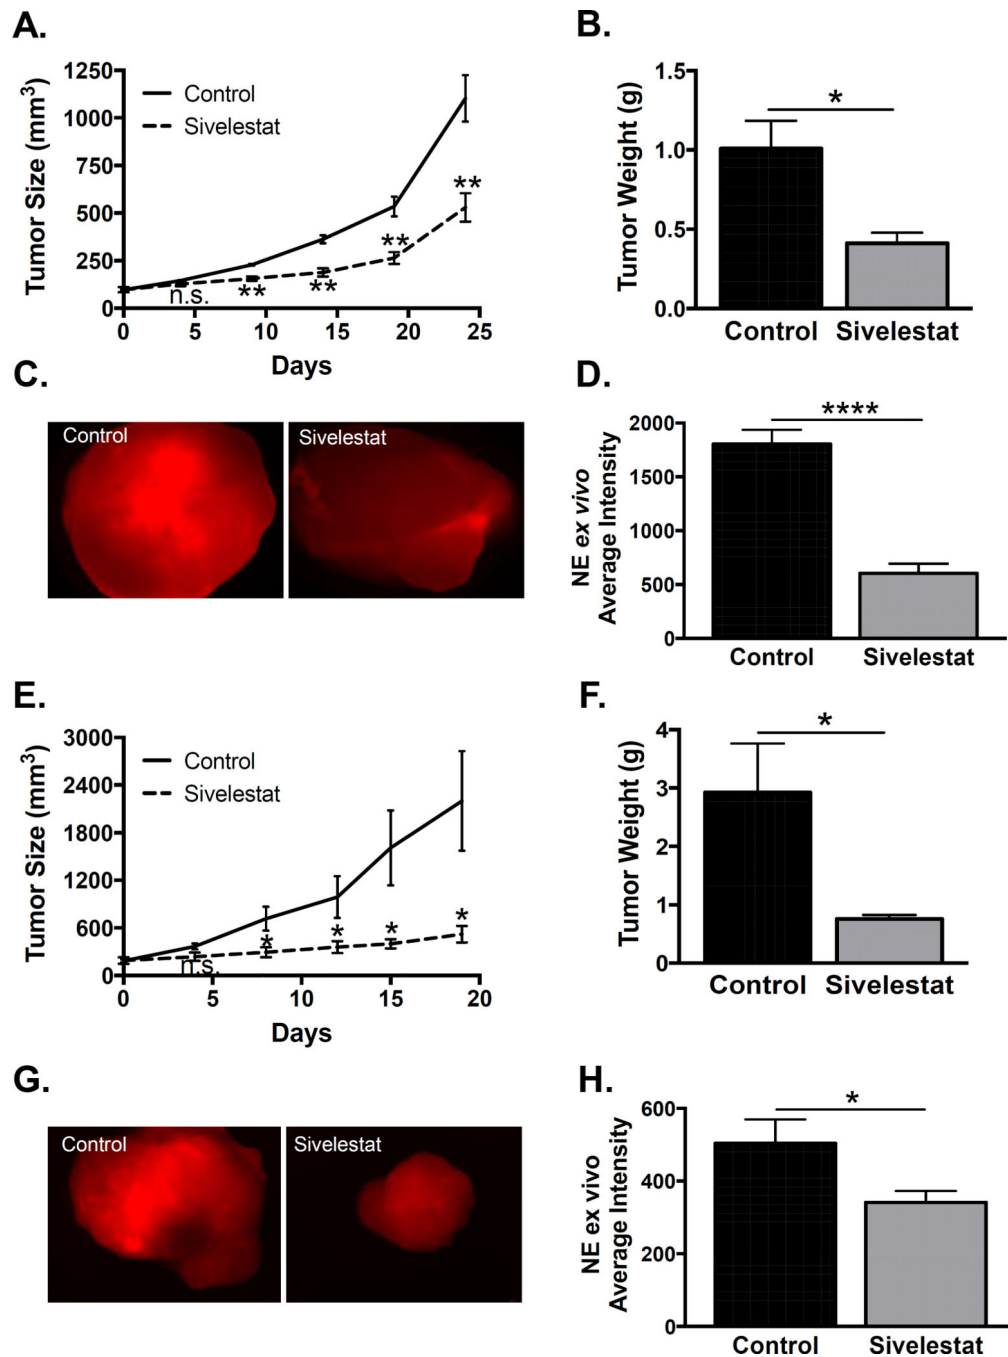 A.
Tumor Size (mm³)
1250
1000
750
500
250
0
Control
Sivelestat
n.s.
**
**
**
**
0 5 10 15 20 25
Days
B.
Tumor Weight (g)
1.5
1.0
0.5
0.0
*
Control Sivelestat
C.
Control
Sivelestat
D.
NE ex vivo
Average Intensity
2000
1500
1000
500
0
****
Control Sivelestat
E.
Tumor Size (mm³)
3000
2400
1800
1200
600
0
Control
Sivelestat
n.s.
*
*
*
*
0 5 10 15 20
Days
F.
Tumor Weight (g)
4
3
2
1
0
*
Control Sivelestat
G.
Control
Sivelestat
H.
NE ex vivo
Average Intensity
600
400
200
0
*
Control Sivelestat